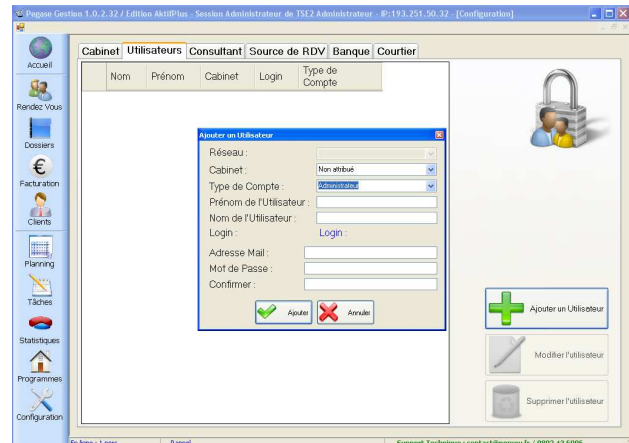 Pegase Gestion 1.0.2.32 / Edition AktifPlus - Session Administrateur de TSE2 Administrateur - IP:193.251.50.32 - [Configuration]
Cabinet Utilisateurs Consultant Source de RDV Banque Courtier
Nom Prénom Cabinet Login Type de Compte
Accueil
Rendez Vous
Dossiers
Facturation
Clients
Planning
Tâches
Statistiques
Programmes
Configuration
Ajouter un Utilisateur
Réseau :
Cabinet : Non attribué
Type de Compte : Administrateur
Prénom de l'Utilisateur :
Nom de l'Utilisateur :
Login : Login :
Adresse Mail :
Mot de Passe :
Confirmer :
Ajouter Annuler
Ajouter un Utilisateur
Modifier l'utilisateur
Supprimer l'utilisateur